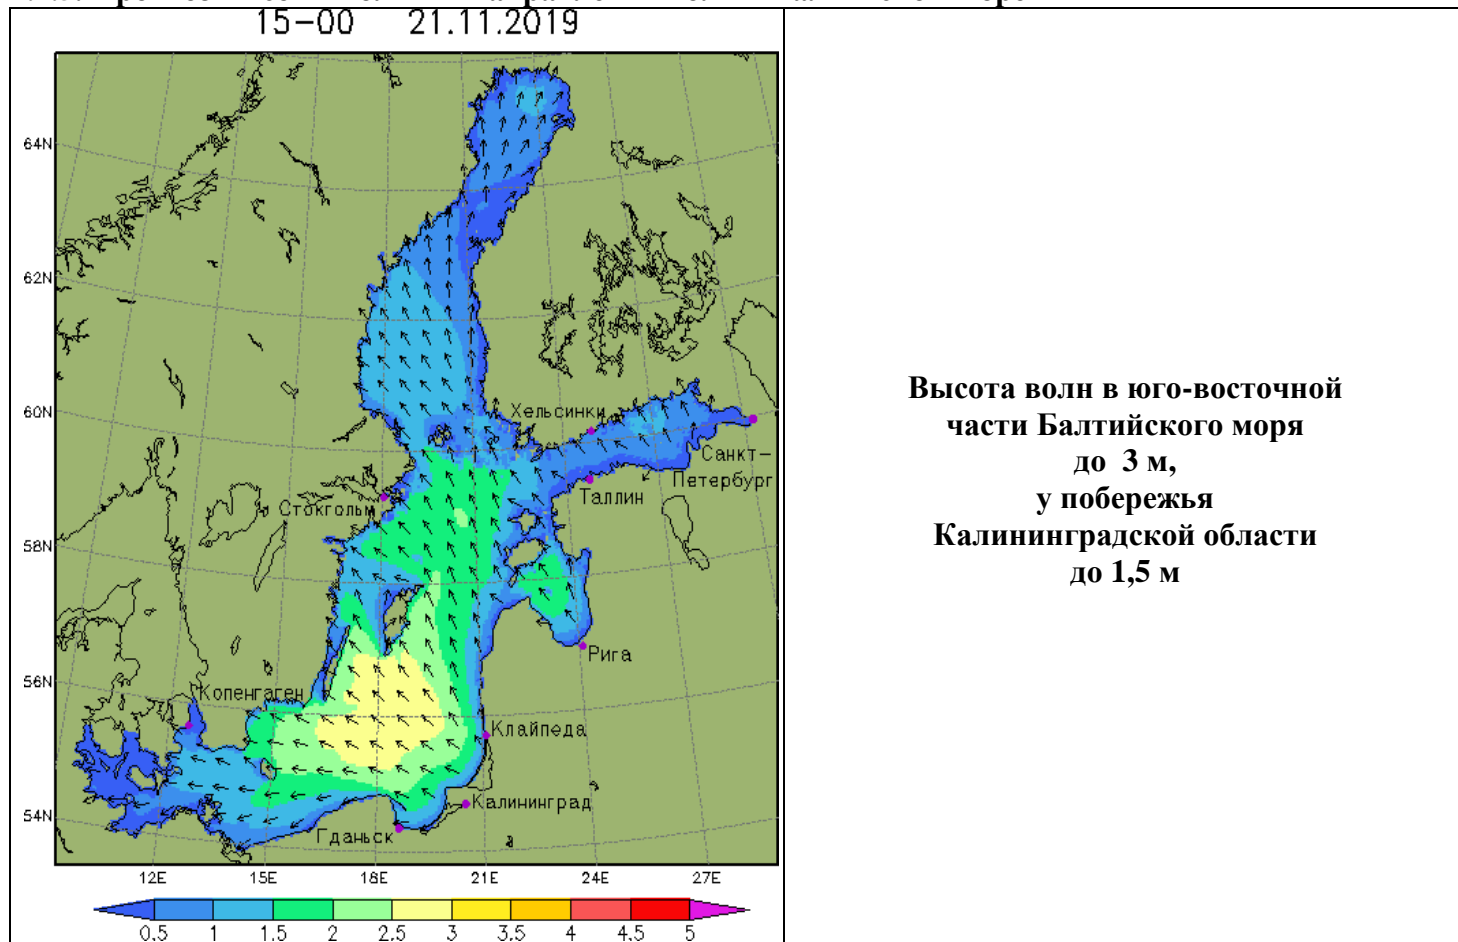 15-00 21.11.2019
64N
62N
60N
58N
56N
54N
Хельсинки
Санкт-
Петербург
Таллин
Стокгольм
Рига
Копенгаген
Клайпеда
Калининград
Гданьск
12E 15E 18E 21E 24E 27E
0.5 1 1.5 2 2.5 3 3.5 4 4.5 5
Высота волн в юго-восточной
части Балтийского моря
до 3 м,
у побережья
Калининградской области
до 1,5 м